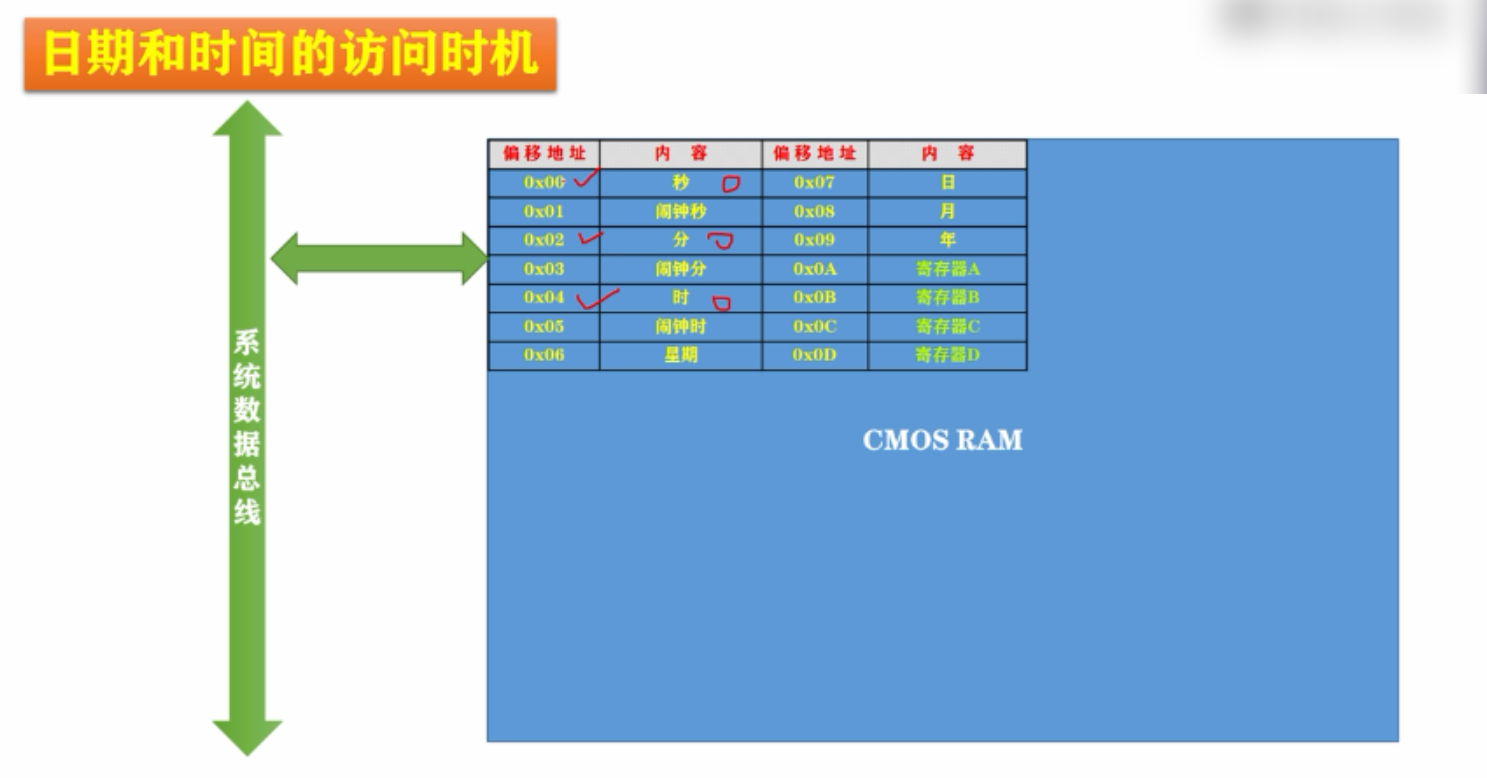 日期和时间的访问时机
偏移地址 内 容 偏移地址 内 容
0x00 秒 0x07 日
0x01 闹钟秒 0x08 月
0x02 分 0x09 年
0x03 闹钟分 0x0A 寄存器A
0x04 时 0x0B 寄存器B
0x05 闹钟时 0x0C 寄存器C
0x06 星期 0x0D 寄存器D
系统数据总线
CMOS RAM